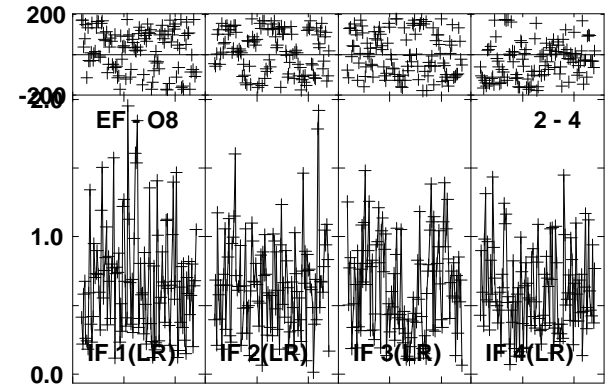 200
-200
2.0
EF - O8
2 - 4
1.0
0.0
IF 1(LR)
IF 2(LR)
IF 3(LR)
IF 4(LR)